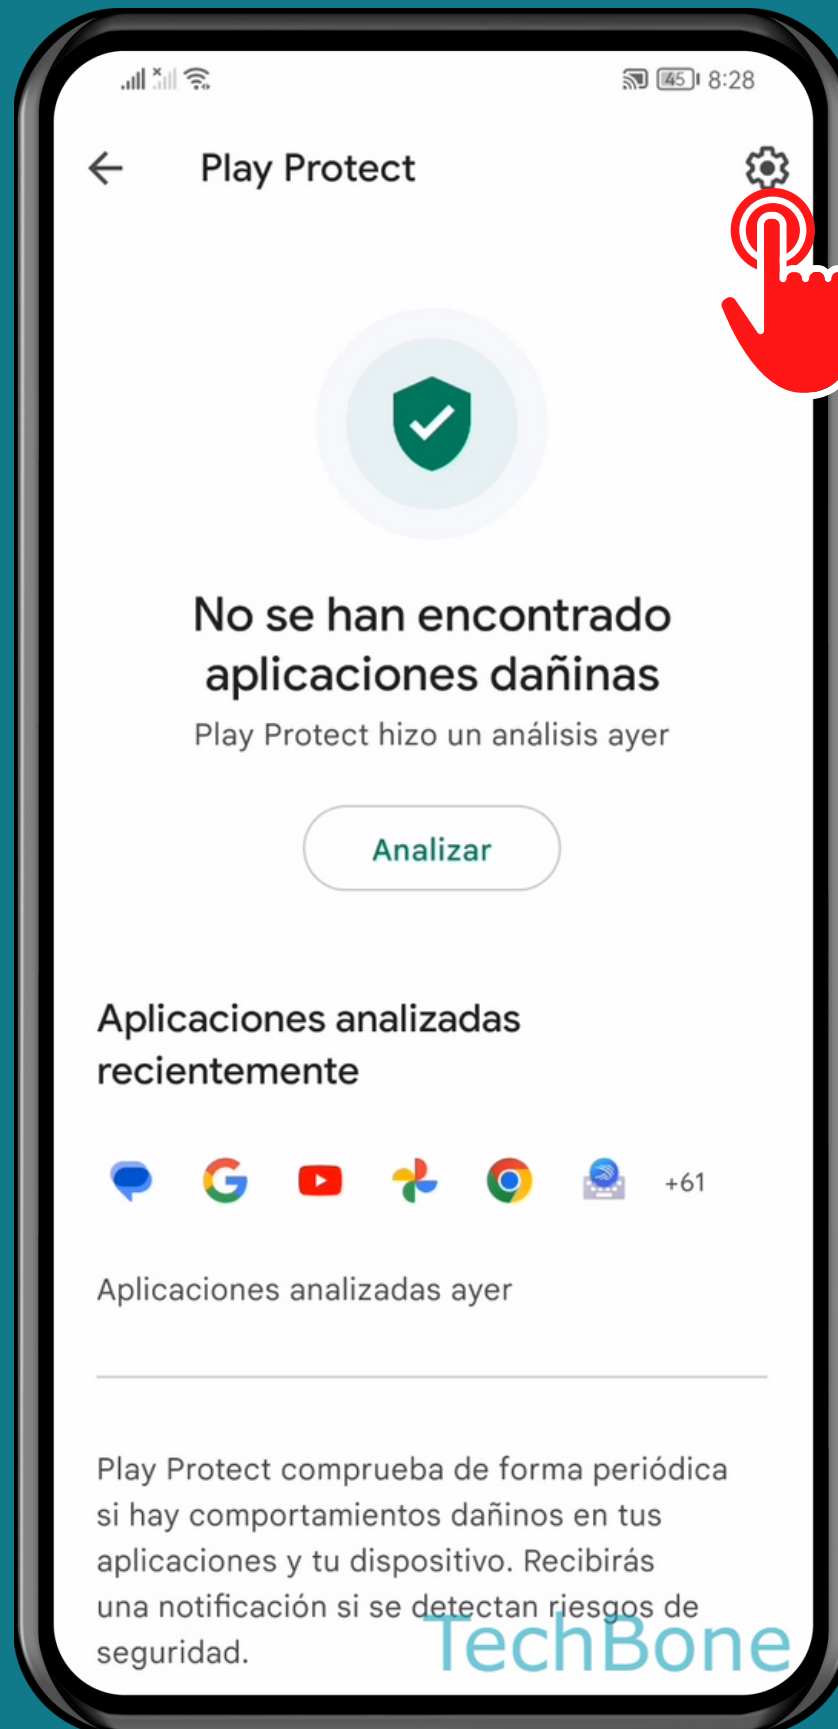 45 8:28
Play Protect
No se han encontrado
aplicaciones dañinas
Play Protect hizo un análisis ayer
Analizar
Aplicaciones analizadas
recientemente
+61
Aplicaciones analizadas ayer
Play Protect comprueba de forma periódica
si hay comportamientos dañinos en tus
aplicaciones y tu dispositivo. Recibirás
una notificación si se detectan riesgos de
seguridad.
TechBone